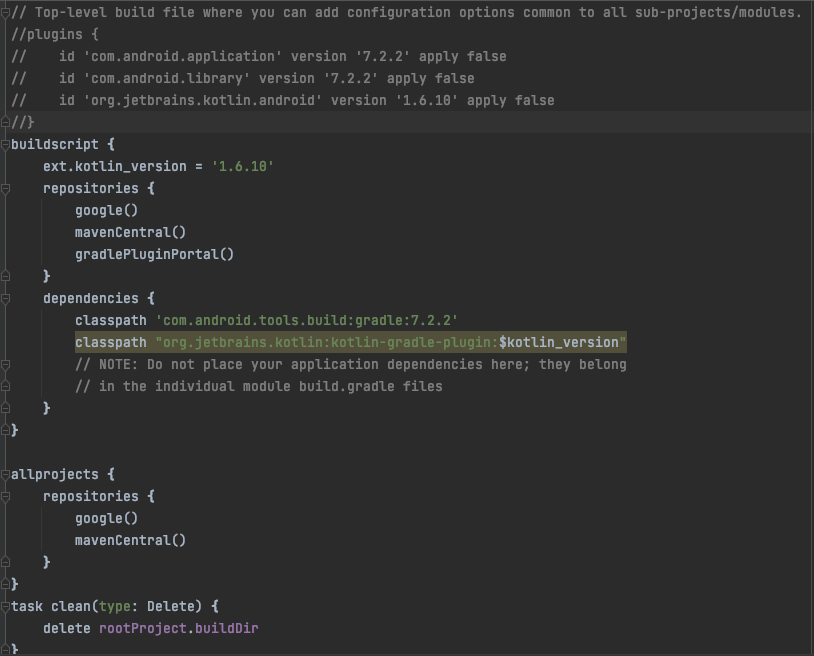 // Top-level build file where you can add configuration options common to all sub-projects/modules.
//plugins {
//    id 'com.android.application' version '7.2.2' apply false
//    id 'com.android.library' version '7.2.2' apply false
//    id 'org.jetbrains.kotlin.android' version '1.6.10' apply false
//}
buildscript {
    ext.kotlin_version = '1.6.10'
    repositories {
        google()
        mavenCentral()
        gradlePluginPortal()
    }
    dependencies {
        classpath 'com.android.tools.build:gradle:7.2.2'
        classpath "org.jetbrains.kotlin:kotlin-gradle-plugin:$kotlin_version"
        // NOTE: Do not place your application dependencies here; they belong
        // in the individual module build.gradle files
    }
}

allprojects {
    repositories {
        google()
        mavenCentral()
    }
}
task clean(type: Delete) {
    delete rootProject.buildDir
}